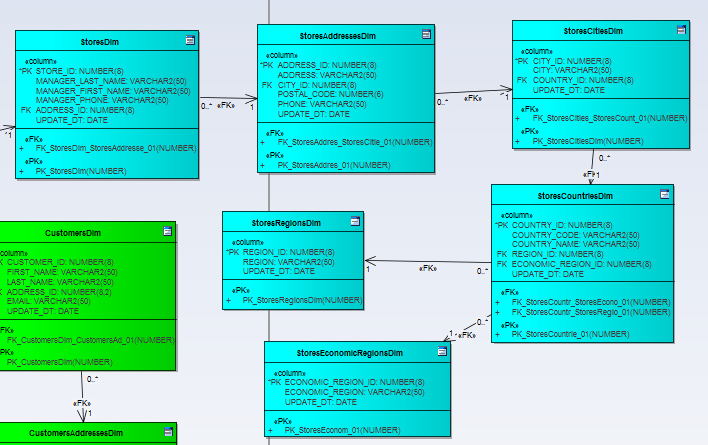 StoresDim
«column»
*PK STORE_ID: NUMBER(8)
MANAGER_LAST_NAME: VARCHAR2(50)
MANAGER_FIRST_NAME: VARCHAR2(50)
MANAGER_PHONE: VARCHAR2(50)
FK ADDRESS_ID: NUMBER(8)
UPDATE_DT: DATE
«FK»
+ FK_StoresDim_StoresAddresse_01(NUMBER)
«PK»
+ PK_StoresDim(NUMBER)
1
0..*
«FK»
1
StoresAddressesDim
«column»
*PK ADDRESS_ID: NUMBER(8)
ADDRESS: VARCHAR2(50)
FK CITY_ID: NUMBER(8)
POSTAL_CODE: NUMBER(6)
PHONE: VARCHAR2(50)
UPDATE_DT: DATE
«FK»
+ FK_StoresAddres_StoresCitie_01(NUMBER)
«PK»
+ PK_StoresAddres_01(NUMBER)
0..*
«FK»
1
StoresCitiesDim
«column»
*PK CITY_ID: NUMBER(8)
CITY: VARCHAR2(50)
FK COUNTRY_ID: NUMBER(8)
UPDATE_DT: DATE
«FK»
+ FK_StoresCities_StoresCount_01(NUMBER)
«PK»
+ PK_StoresCitiesDim(NUMBER)
0..*
1
StoresCountriesDim
«column»
*PK COUNTRY_ID: NUMBER(8)
COUNTRY_CODE: VARCHAR2(50)
COUNTRY_NAME: VARCHAR2(50)
FK REGION_ID: NUMBER(8)
FK ECONOMIC_REGION_ID: NUMBER(8)
UPDATE_DT: DATE
«FK»
+ FK_StoresCountr_StoresEcono_01(NUMBER)
+ FK_StoresCountr_StoresRegio_01(NUMBER)
«PK»
+ PK_StoresCountrie_01(NUMBER)
0..*
«FK»
1
StoresRegionsDim
«column»
*PK REGION_ID: NUMBER(8)
REGION: VARCHAR2(50)
UPDATE_DT: DATE
«PK»
+ PK_StoresRegionsDim(NUMBER)
0..*
«FK»
1
StoresEconomicRegionsDim
«column»
*PK ECONOMIC_REGION_ID: NUMBER(8)
ECONOMIC_REGION: VARCHAR2(50)
UPDATE_DT: DATE
«PK»
+ PK_StoresEconom_01(NUMBER)
CustomersDim
«column»
CUSTOMER_ID: NUMBER(8)
FIRST_NAME: VARCHAR2(50)
LAST_NAME: VARCHAR2(50)
ADDRESS_ID: NUMBER(8,2)
EMAIL: VARCHAR2(50)
UPDATE_DT: DATE
«FK»
FK_CustomersDim_CustomersAd_01(NUMBER)
«PK»
PK_CustomersDim(NUMBER)
0..*
«FK»
1
CustomersAddressesDim